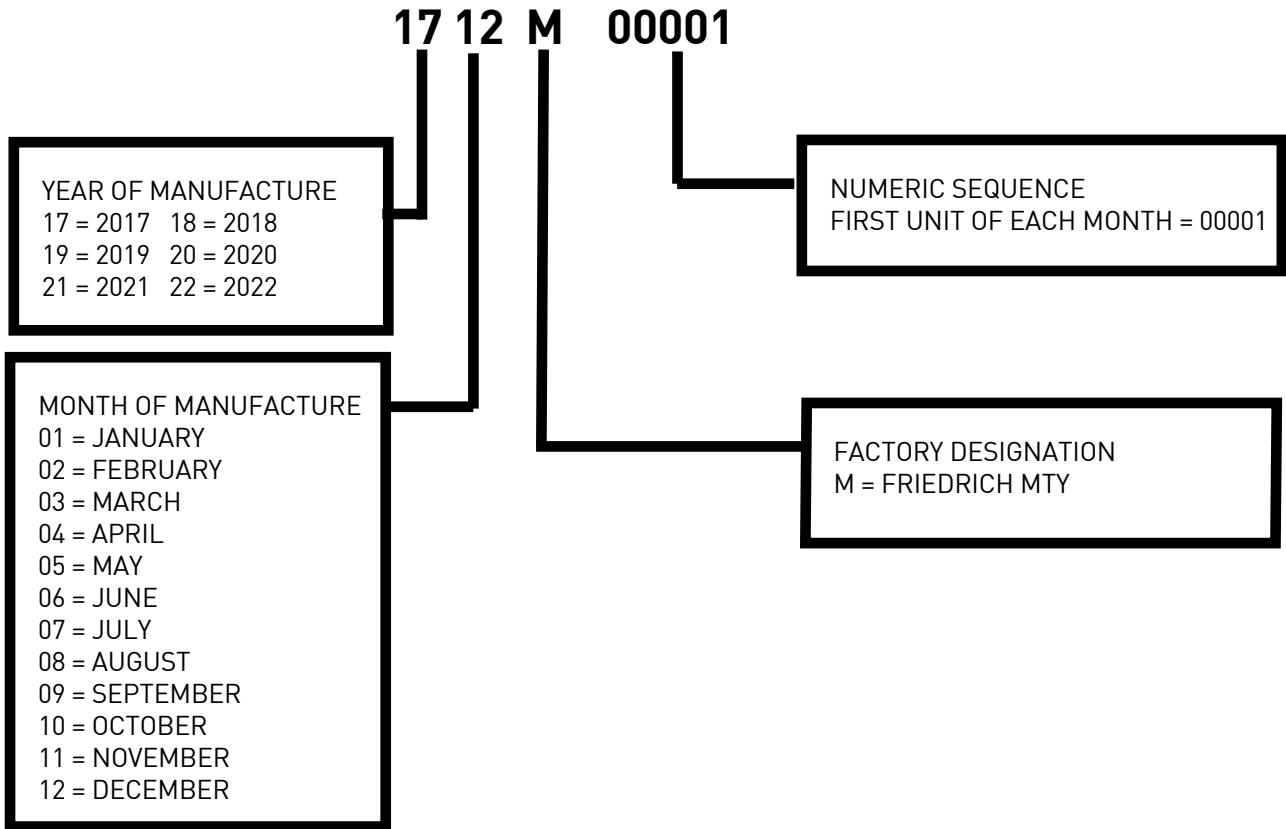 17 12 M 00001
YEAR OF MANUFACTURE
17 = 2017 18 = 2018
19 = 2019 20 = 2020
21 = 2021 22 = 2022
MONTH OF MANUFACTURE
01 = JANUARY
02 = FEBRUARY
03 = MARCH
04 = APRIL
05 = MAY
06 = JUNE
07 = JULY
08 = AUGUST
09 = SEPTEMBER
10 = OCTOBER
11 = NOVEMBER
12 = DECEMBER
NUMERIC SEQUENCE
FIRST UNIT OF EACH MONTH = 00001
FACTORY DESIGNATION
M = FRIEDRICH MTY